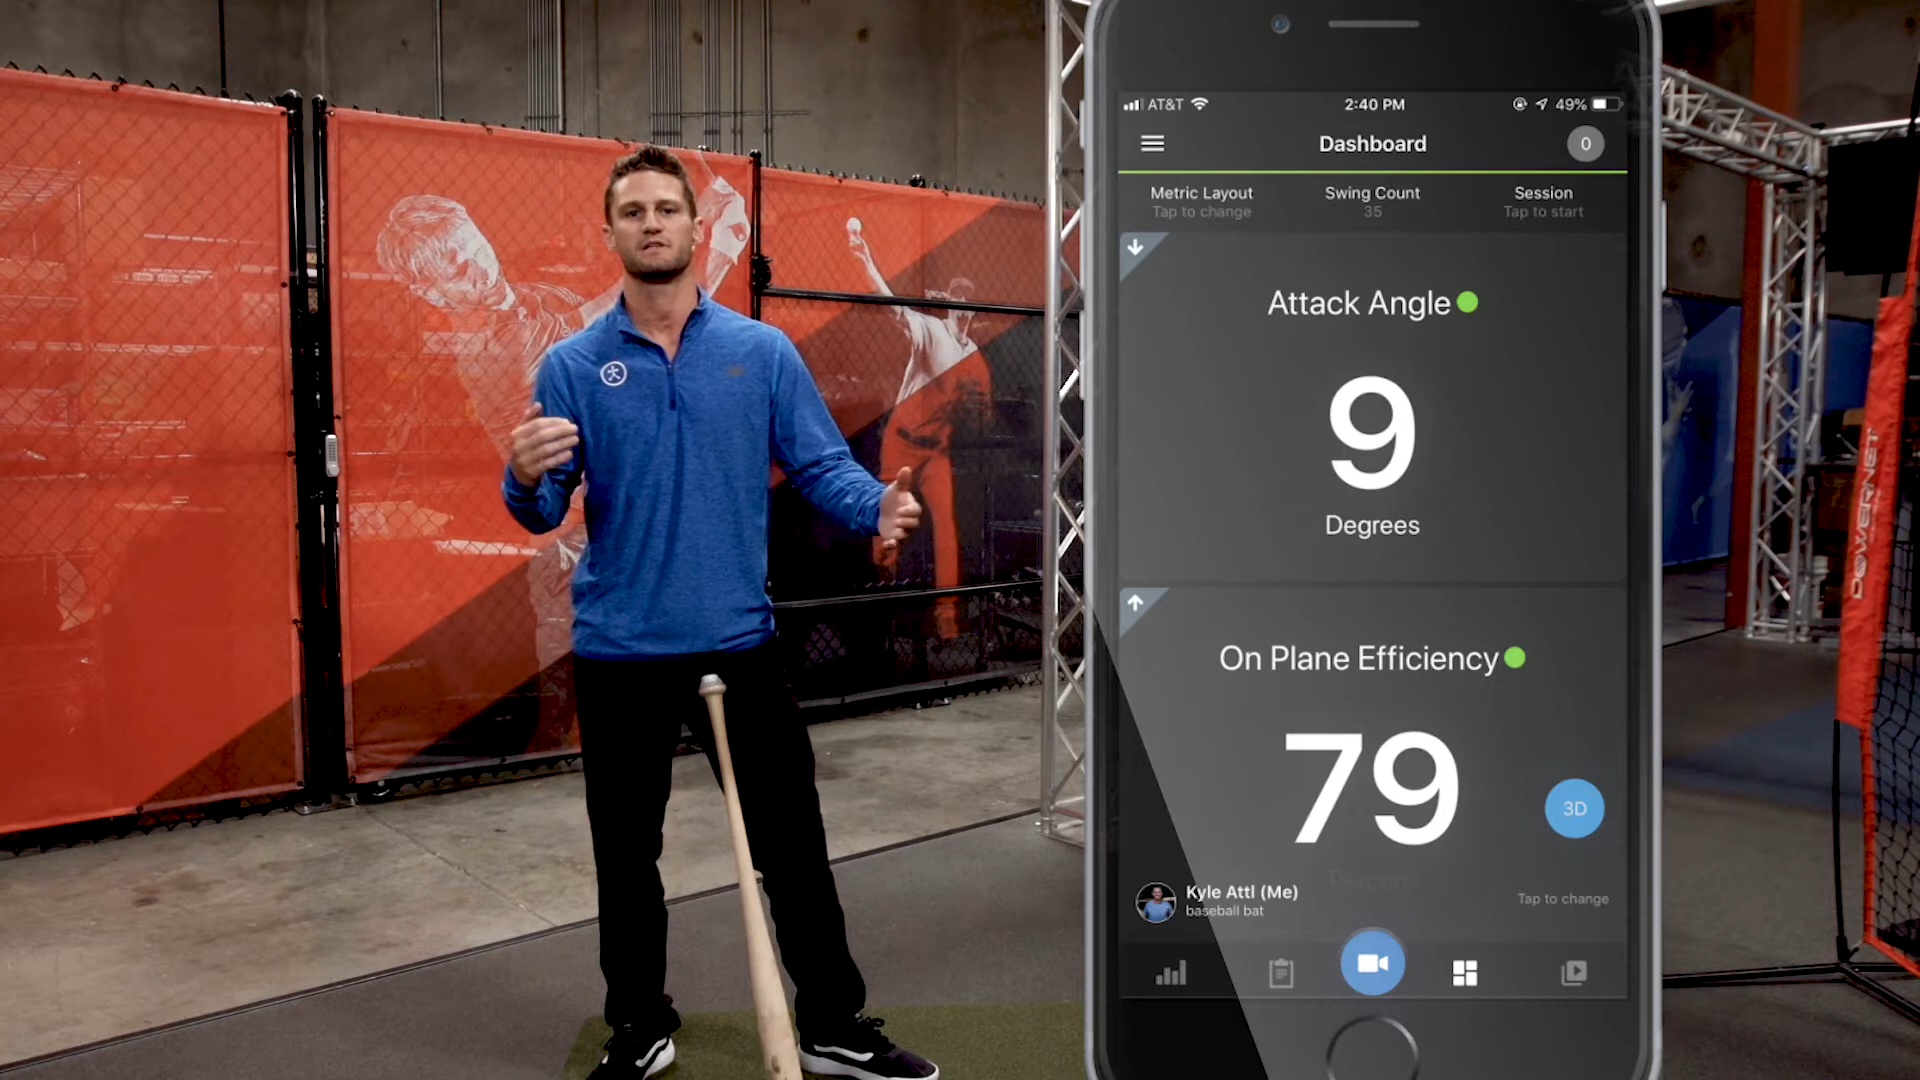 AT&T 2:40 PM 49%
Dashboard 0
Metric Layout Swing Count Session
Tap to change 35 Tap to start
Attack Angle
9
Degrees
On Plane Efficiency
79
3D
Percent
Kyle Attl (Me)
baseball bat
Tap to change
POWERNET